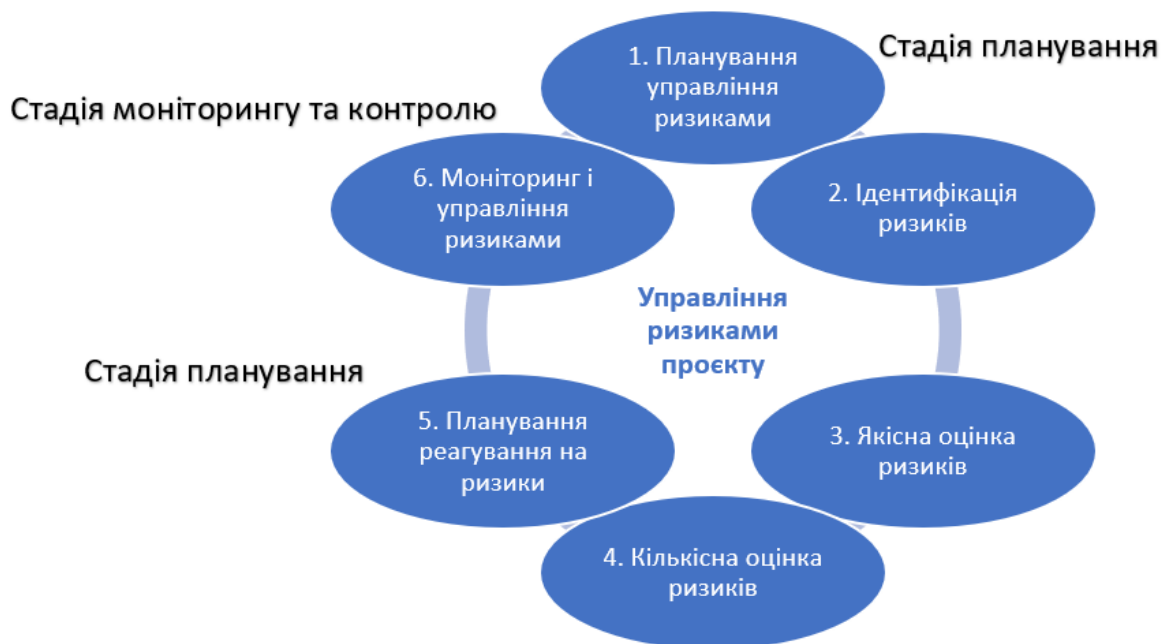 Стадія планування
1. Планування
управління
ризиками
Стадія моніторингу та контролю
6. Моніторинг і
управління
ризиками
2. Ідентифікація
ризиків
Управління
ризиками
проєкту
Стадія планування
5. Планування
реагування на
ризики
3. Якісна оцінка
ризиків
4. Кількісна оцінка
ризиків